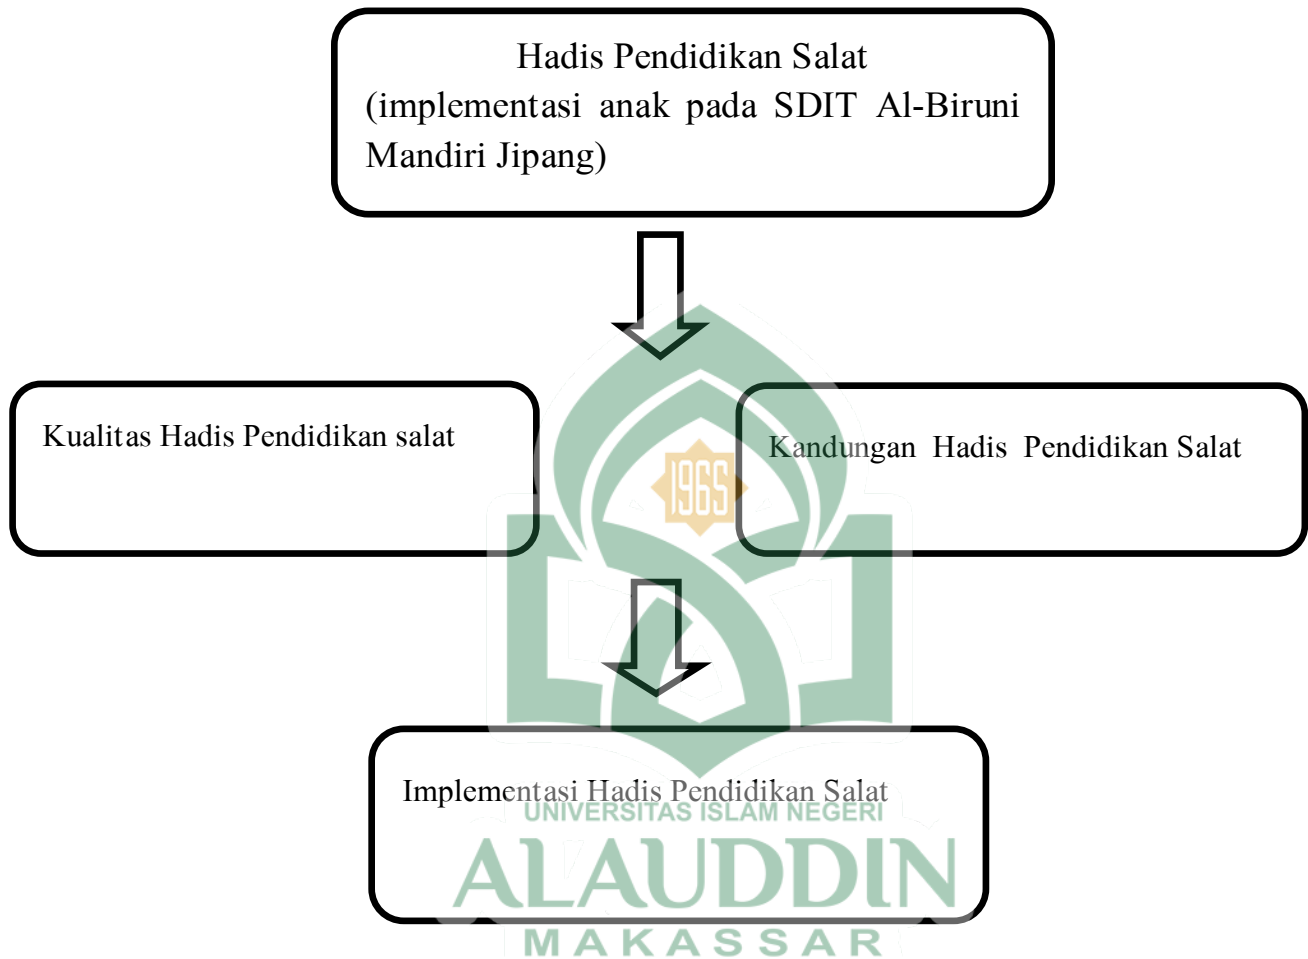 Hadis Pendidikan Salat
(implementasi anak pada SDIT Al-Biruni
Mandiri Jipang)
Kualitas Hadis Pendidikan salat
Kandungan Hadis Pendidikan Salat
1965
Implementasi Hadis Pendidikan Salat
UNIVERSITAS ISLAM NEGERI
ALAUDDIN
MAKASSAR